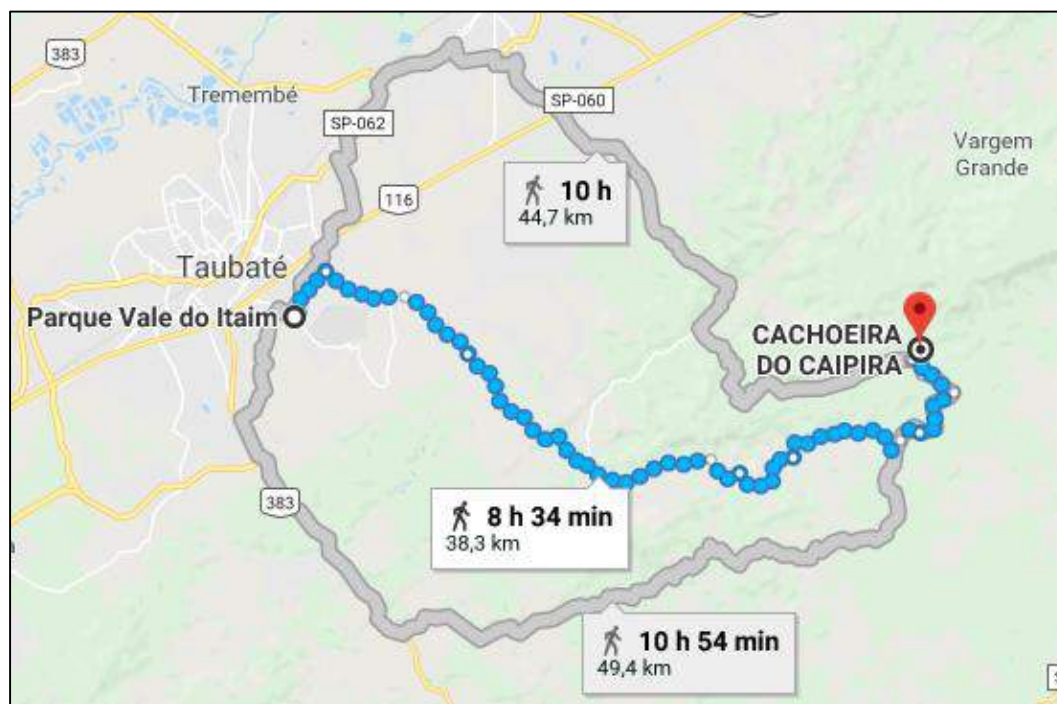 383
Tremembé
SP-062
SP-060
Vargem
Grande
116
10 h
44,7 km
Taubaté
Parque Vale do Itaim
CACHOEIRA
DO CAIPIRA
383
8 h 34 min
38,3 km
10 h 54 min
49,4 km